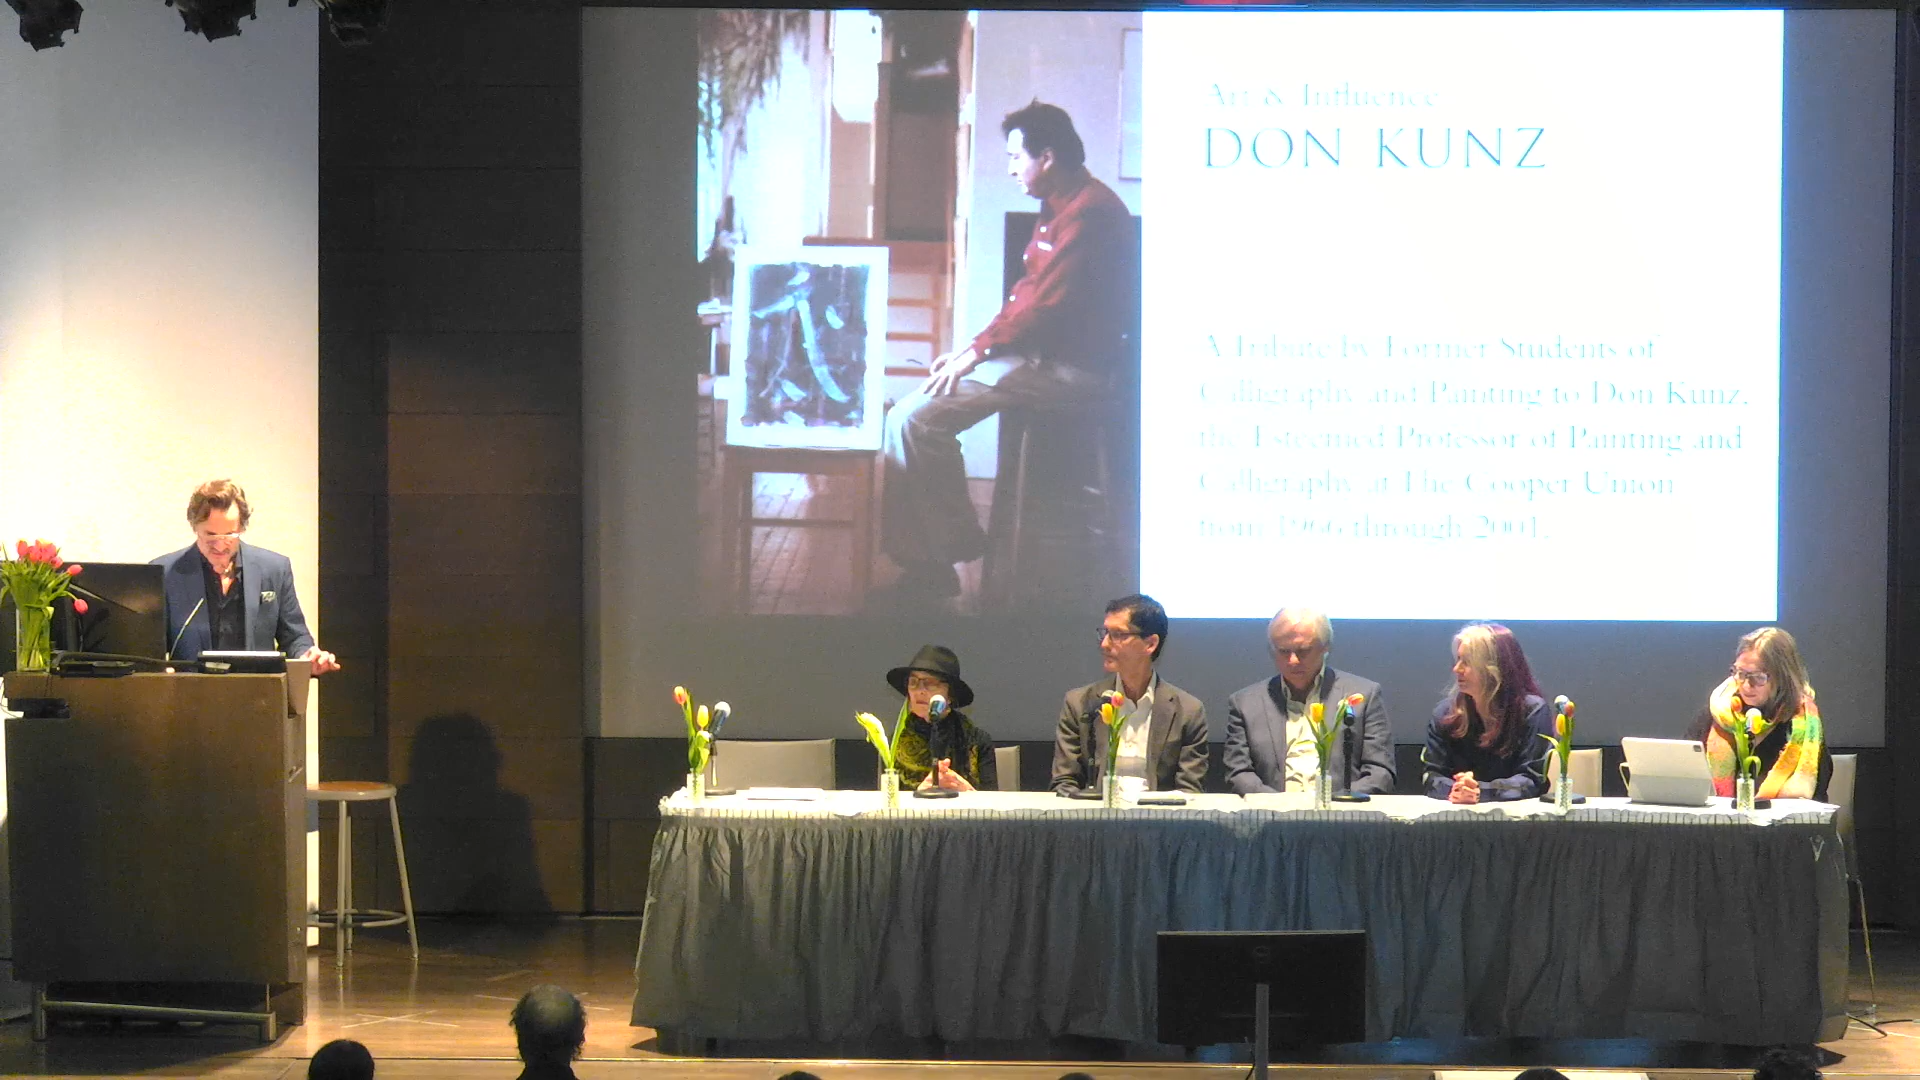 Art & Influence
DON KUNZ
A Tribute by Former Students of
Calligraphy and Painting to Don Kunz,
the Esteemed Professor of Painting and
Calligraphy at The Cooper Union
from 1966 through 2001.